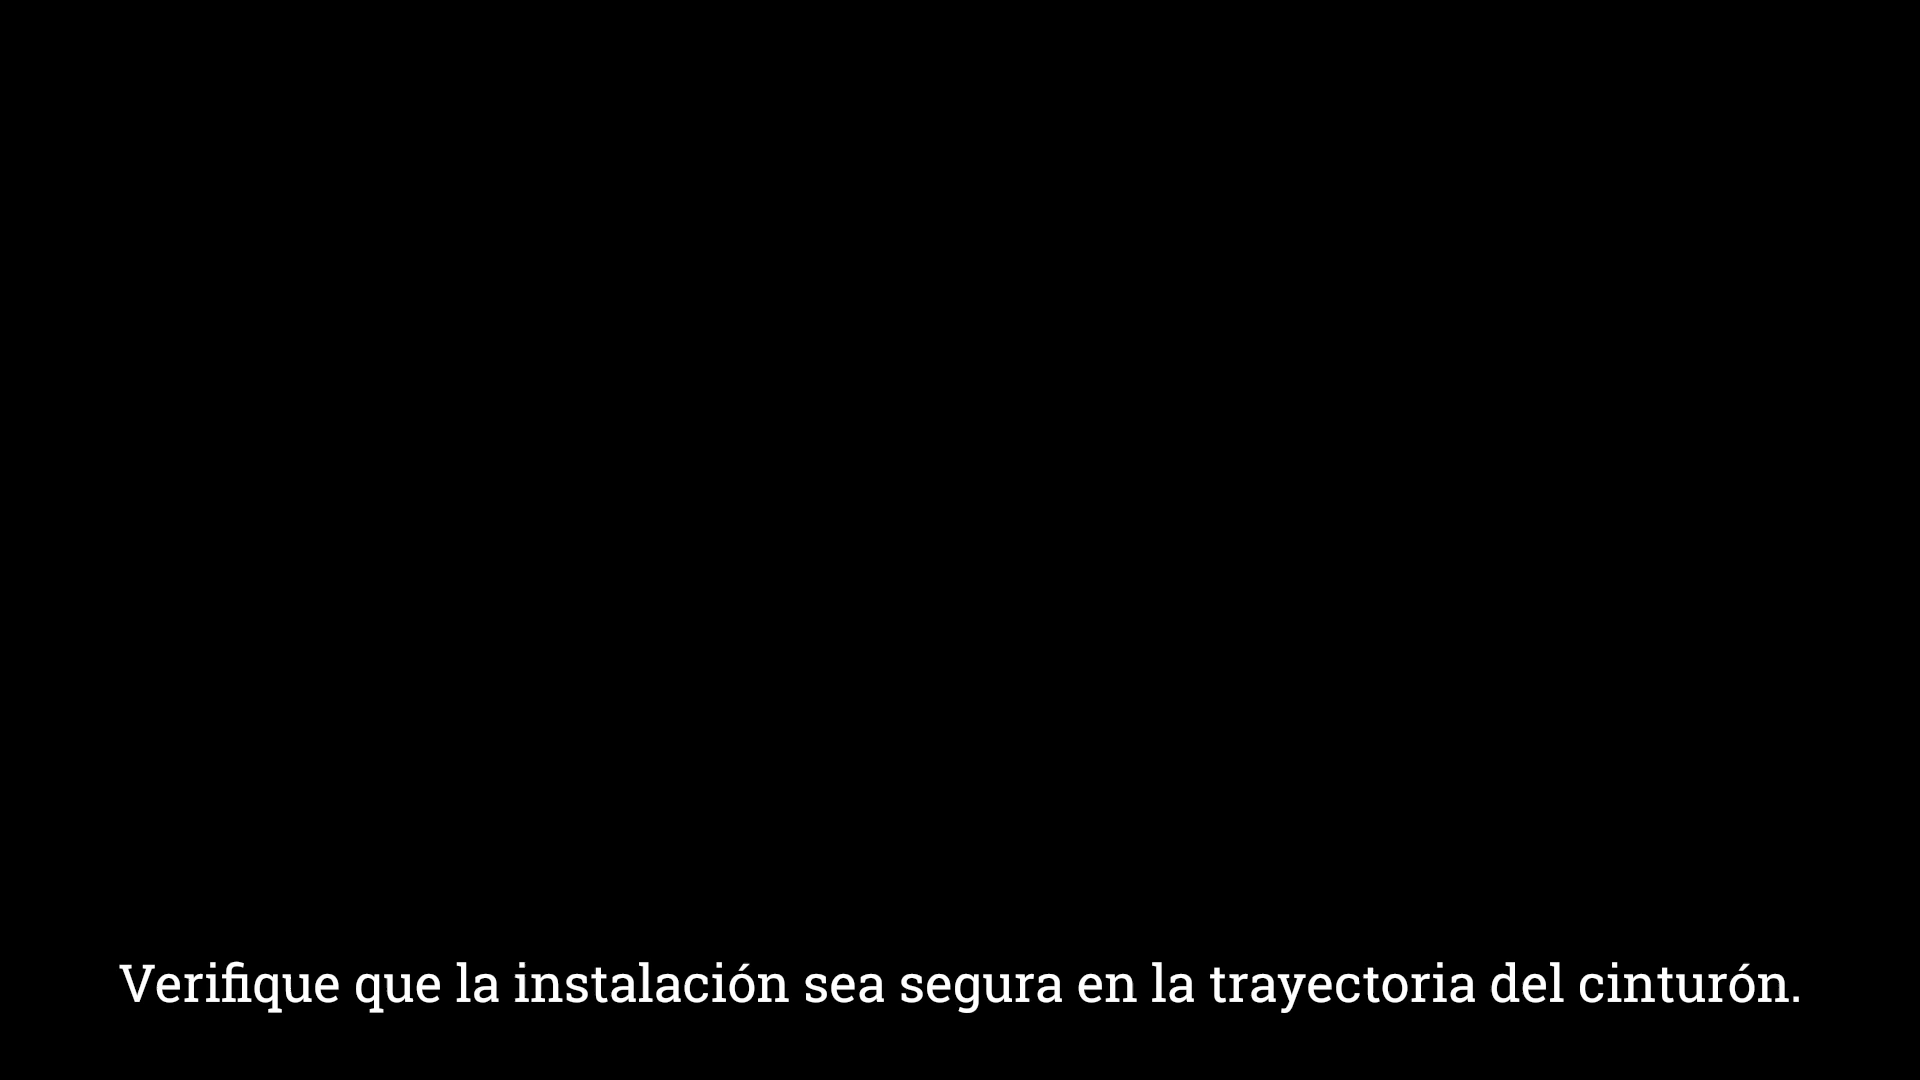 Verifique que la instalación sea segura en la trayectoria del cinturón.